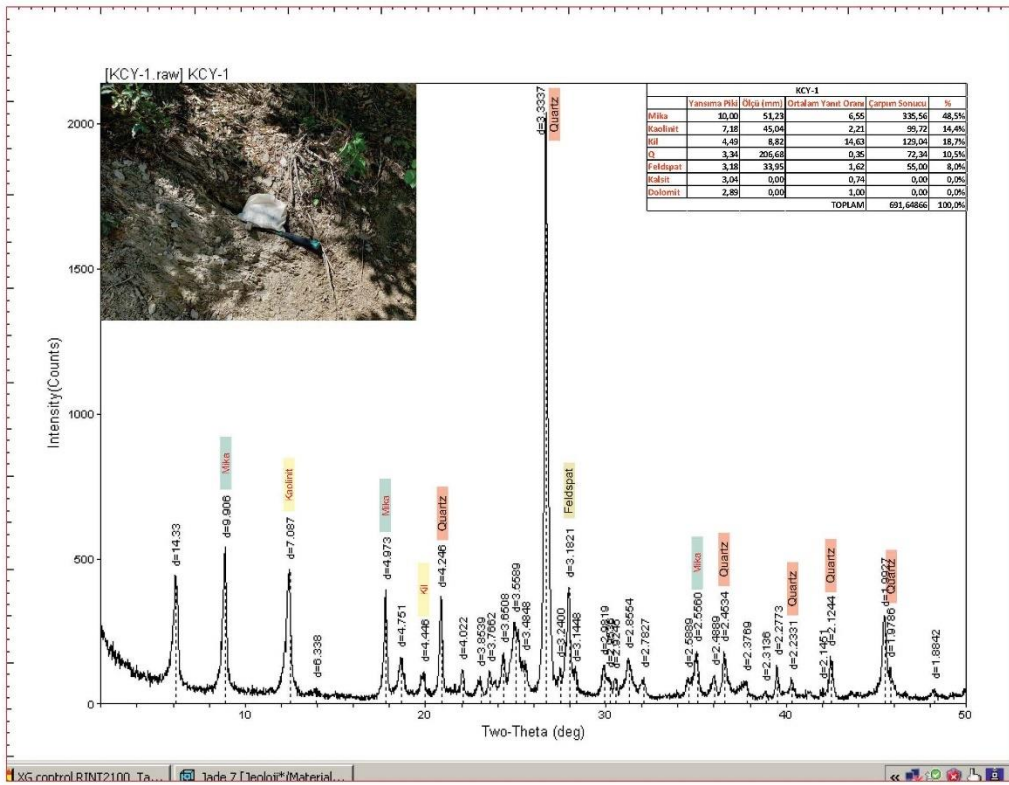 [KCY-1.raw] KCY-1
KCY-1
Yansıma Piki Ölçü (mm) Ortalam Yanıt Oranı Çarpım Sonucu %
Mika 10,00 51,23 6,55 335,56 48,5%
Kaolinit 7,18 45,04 2,21 99,72 14,4%
Kil 4,49 8,82 14,63 129,04 18,7%
Q 3,34 206,68 0,35 72,34 10,5%
Feldspat 3,18 33,95 1,62 55,00 8,0%
Kalsit 3,04 0,00 0,74 0,00 0,0%
Dolomit 2,89 0,00 1,00 0,00 0,0%
TOPLAM 691,64866 100,0%
Intensity(Counts)
2000
1500
1000
500
0
d=14.33
Mika
d=9.906
Kaolinit
d=7.087
d=6.338
Mika
d=4.973
d=4.751
Kil
d=4.446
Quartz
d=4.246
d=4.022
d=3.8539
d=3.7662
d=3.6508
d=3.5589
d=3.4848
Quartz
d=3.3337
d=3.2400
Feldspat
d=3.1821
d=3.1448
d=2.9819
d=2.8554
d=2.7827
d=2.5889
Mika
d=2.5560
d=2.4889
Quartz
d=2.4534
d=2.3769
d=2.3136
d=2.2773
Quartz
d=2.2331
d=2.1451
Quartz
d=2.1244
d=1.9927
Quartz
d=1.9786
d=1.8842
10
20
30
40
50
Two-Theta (deg)
XG control RINT2100 Ta...
Jade 7 [Jeoloji*(Material...
«